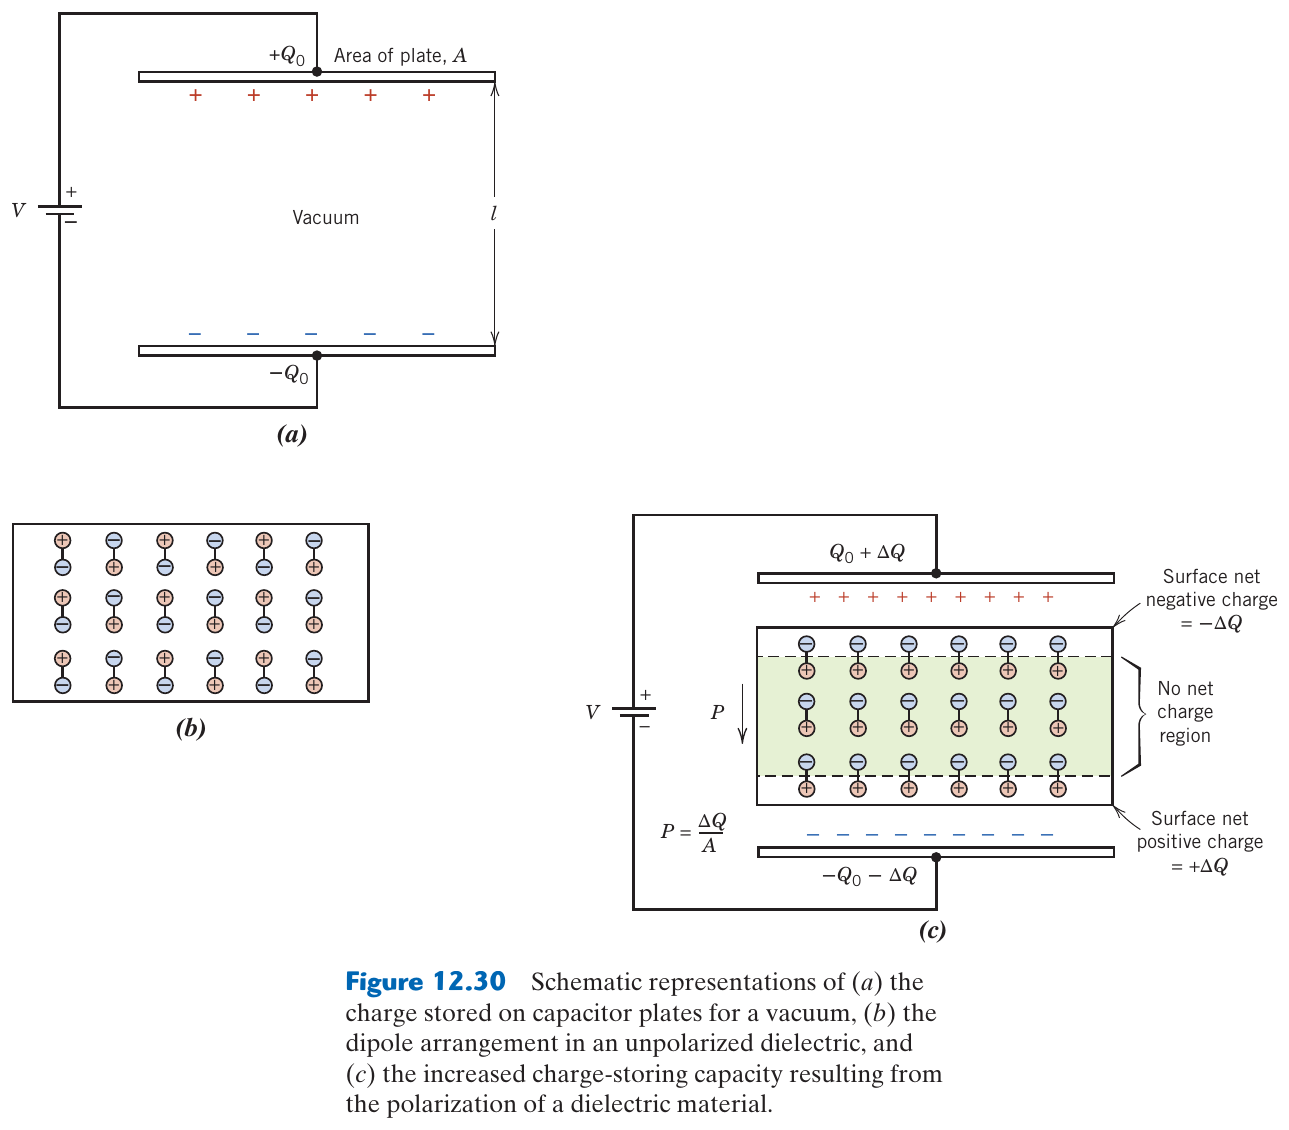 +Q₀ Area of plate, A
+ + + + +
V + −
Vacuum
l
− − − − −
−Q₀
(a)
+ − + − + −
− + − + − +
+ − + − + −
− + − + − +
+ − + − + −
− + − + − +
(b)
Q₀ + ΔQ
+ + + + + + + + +
Surface net
negative charge
= −ΔQ
− − − − − −
+ + + + + +
− − − − − −
+ + + + + +
− − − − − −
+ + + + + +
V + −
P
No net
charge
region
P = ΔQ/A
− − − − − − − − −
Surface net
positive charge
= +ΔQ
−Q₀ − ΔQ
(c)
Figure 12.30 Schematic representations of (a) the
charge stored on capacitor plates for a vacuum, (b) the
dipole arrangement in an unpolarized dielectric, and
(c) the increased charge-storing capacity resulting from
the polarization of a dielectric material.